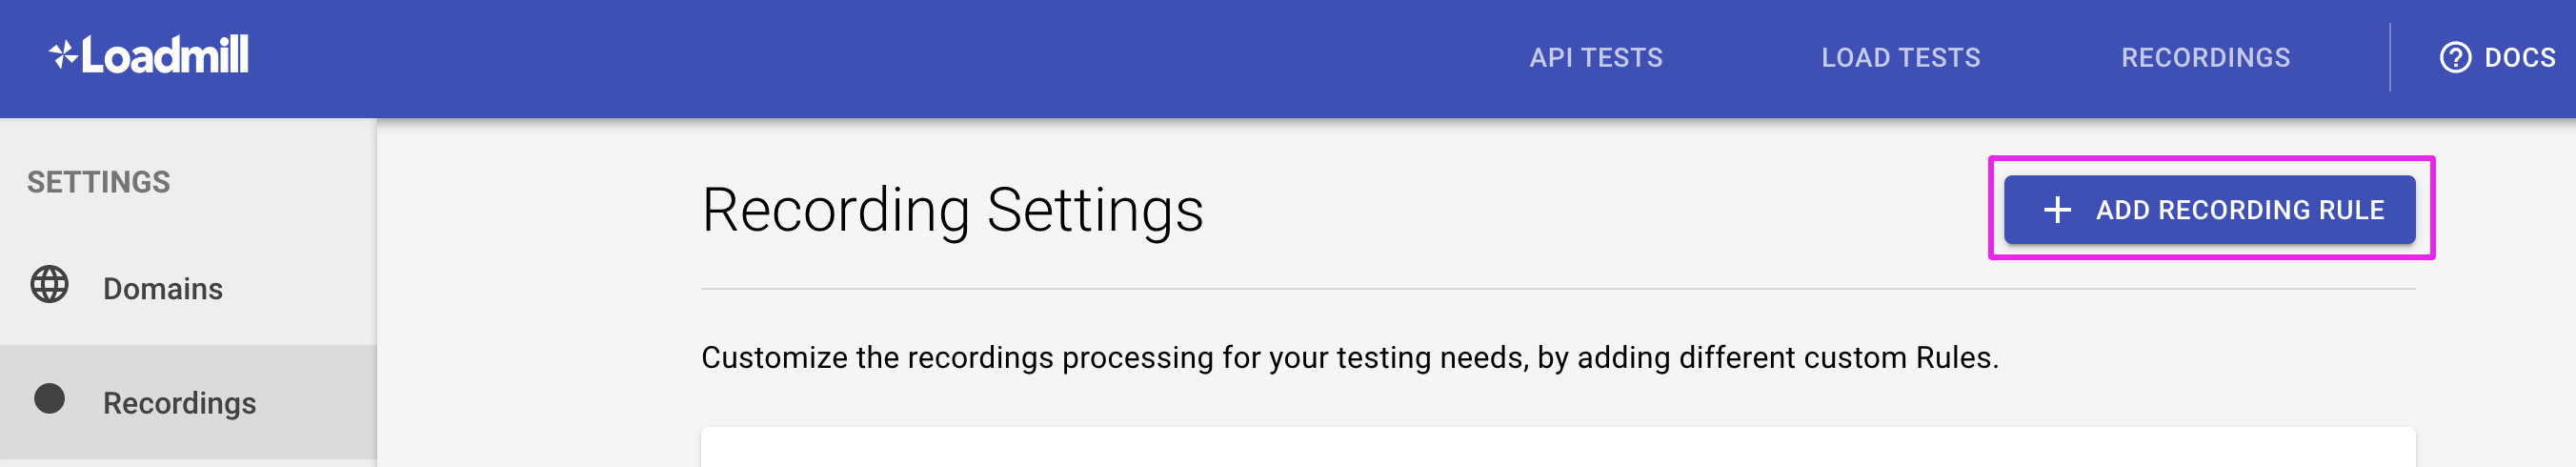 Loadmill
API TESTS
LOAD TESTS
RECORDINGS
DOCS
SETTINGS
Domains
Recordings
Recording Settings
ADD RECORDING RULE
Customize the recordings processing for your testing needs, by adding different custom Rules.